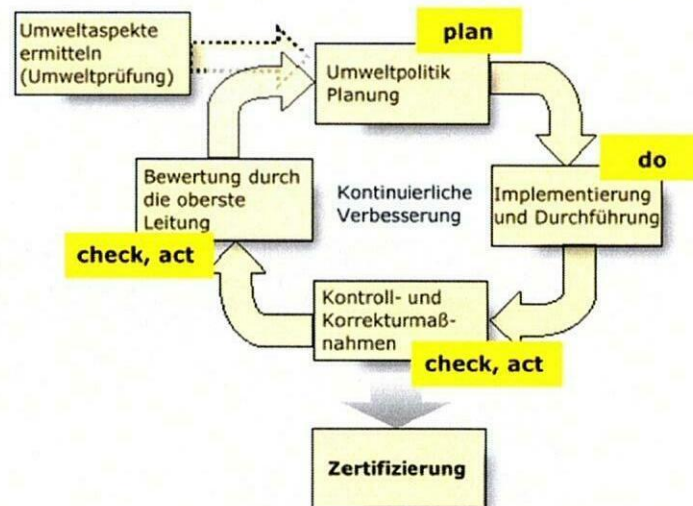 Umweltaspekte
ermitteln
(Umweltprüfung)
plan
Umweltpolitik
Planung
do
Implementierung
und Durchführung
Bewertung durch
die oberste
Leitung
Kontinuierliche
Verbesserung
check, act
Kontroll- und
Korrekturmaß-
nahmen
check, act
Zertifizierung